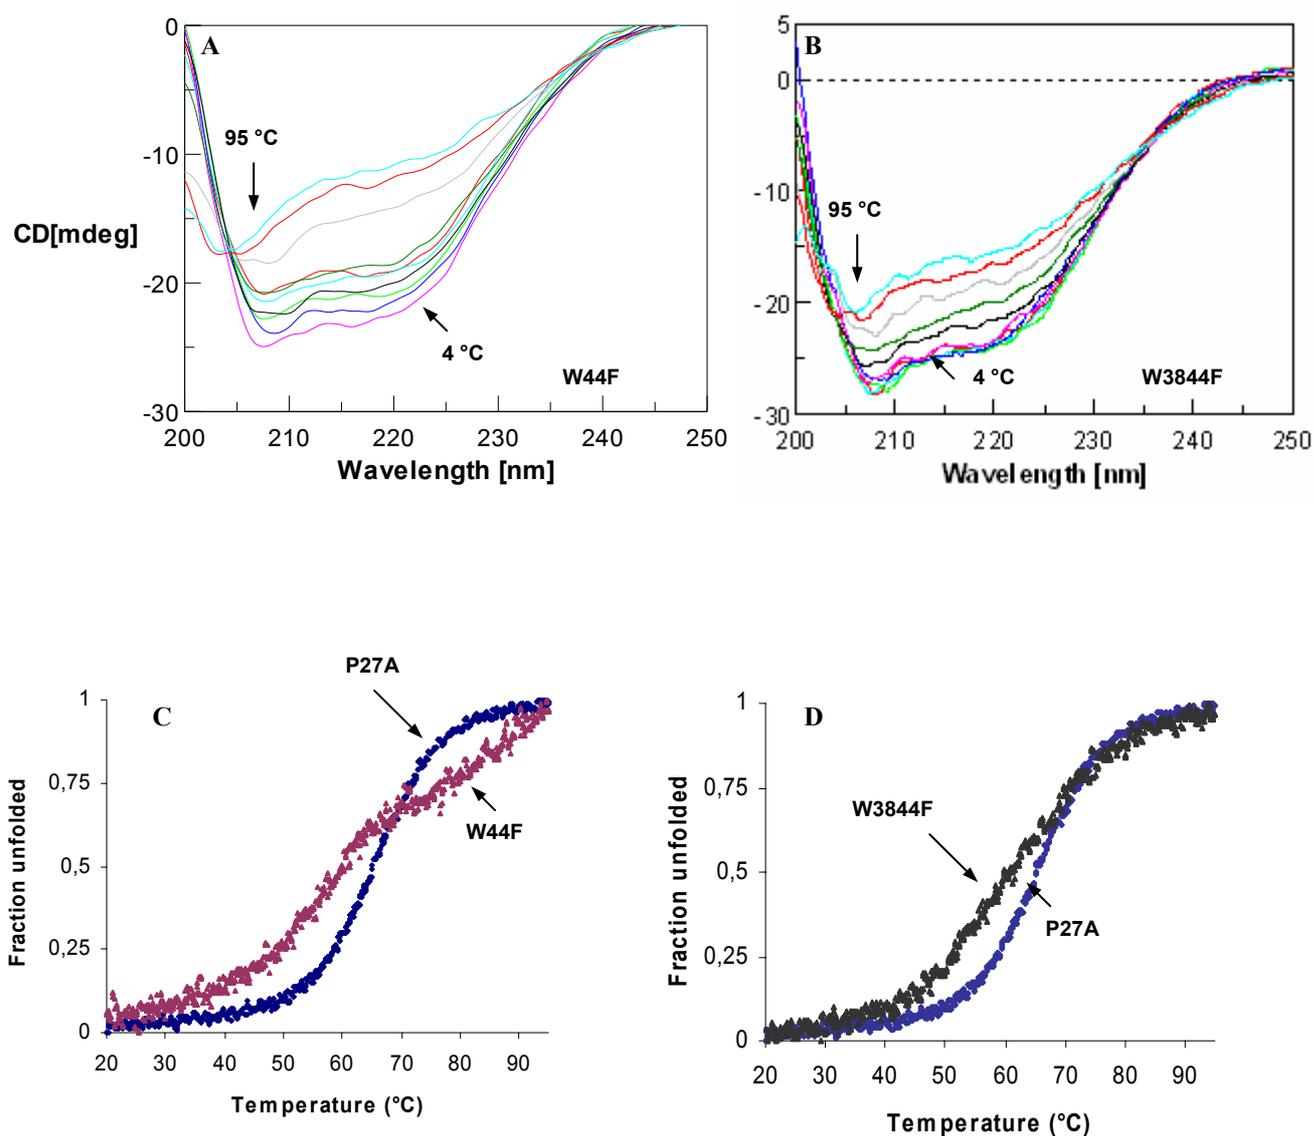 A
0
-10
-20
-30
CD[mdeg]
95 °C
4 °C
W44F
200 210 220 230 240 250
Wavelength [nm]
B
5
0
-10
-20
-30
95 °C
4 °C
W3844F
200 210 220 230 240 250
Wavelength [nm]
C
P27A
W44F
1
0,75
0,5
0,25
0
Fraction unfolded
20 30 40 50 60 70 80 90
Temperature (°C)
D
W3844F
P27A
1
0,75
0,5
0,25
0
Fraction unfolded
20 30 40 50 60 70 80 90
Temperature (°C)